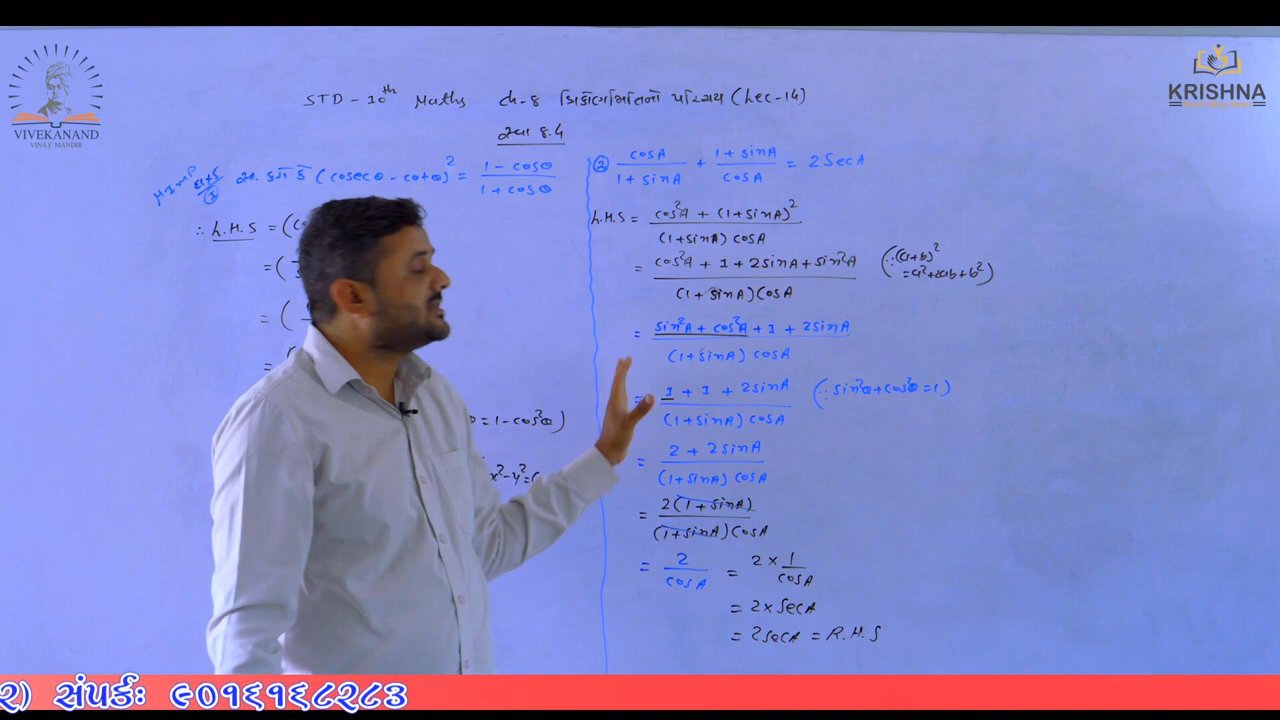 VIVEKANAND
VINAY MANDIR
KRISHNA
STD - 10th Maths Ch-8 ત્રિકોણમિતિનો પરિચય (Lec-14)
સ્વા 8.4
M.I.M.P સા.કરો કે (cosecθ - cotθ)² = (1 - cosθ)/(1 + cosθ)
∴ L.H.S = (
= (
= (
= (
θ = 1 - cos²θ)
x² - y² = (
② cosA/(1 + sinA) + (1 + sinA)/cosA = 2 SecA
L.H.S = (cos²A + (1 + sinA)²)/((1 + sinA) cosA)
= (cos²A + 1 + 2sinA + sin²A)/((1 + sinA) cosA) (∵ (a+b)² = a² + 2ab + b²)
= (sin²A + cos²A + 1 + 2sinA)/((1 + sinA) cosA)
= (1 + 1 + 2sinA)/((1 + sinA) cosA) (∵ sin²θ + cos²θ = 1)
= (2 + 2sinA)/((1 + sinA) cosA)
= 2(1 + sinA)/((1 + sinA) cosA)
= 2/cosA = 2 × 1/cosA
= 2 × SecA
= 2SecA = R.H.S
૨) સંપર્કઃ ૯૦૧૬૧૬૮૨૮૩